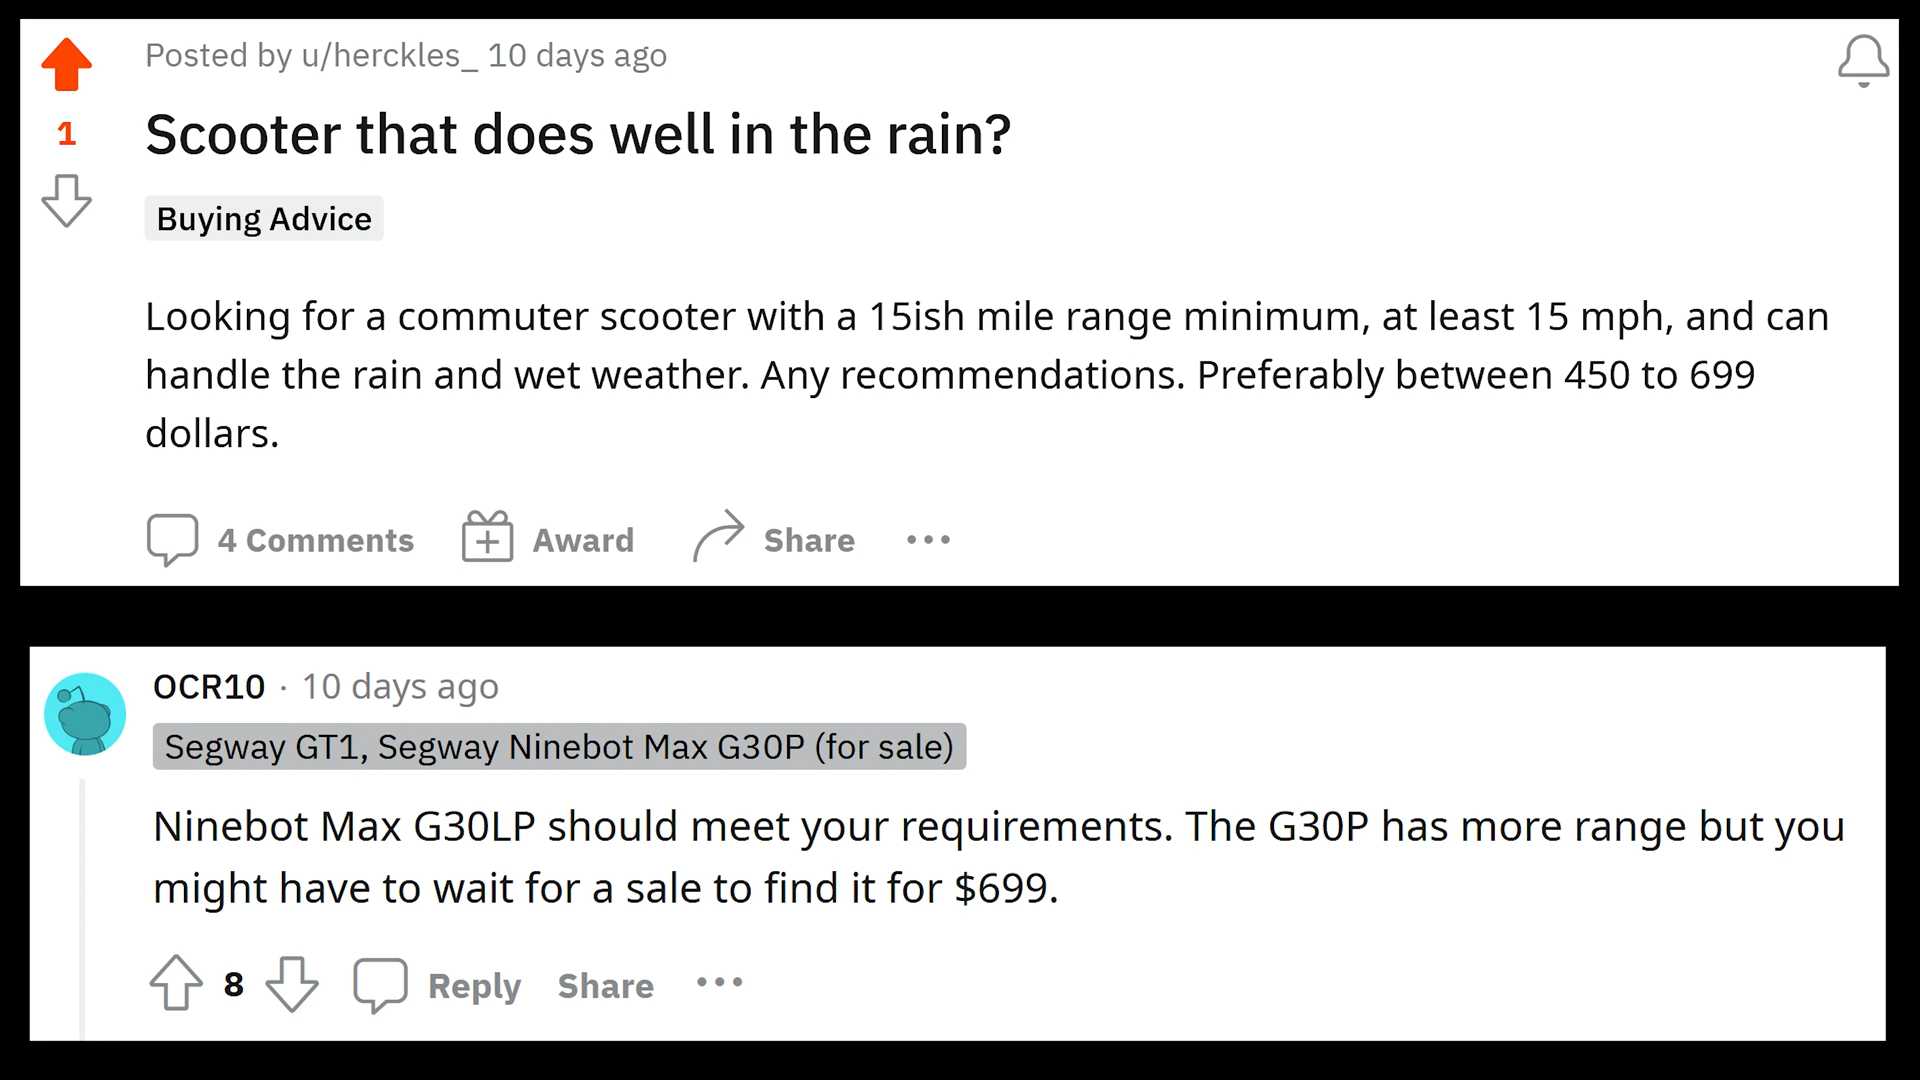 Posted by u/herckles_ 10 days ago
1
Scooter that does well in the rain?
Buying Advice
Looking for a commuter scooter with a 15ish mile range minimum, at least 15 mph, and can
handle the rain and wet weather. Any recommendations. Preferably between 450 to 699
dollars.
4 Comments Award Share
OCR10 · 10 days ago
Segway GT1, Segway Ninebot Max G30P (for sale)
Ninebot Max G30LP should meet your requirements. The G30P has more range but you
might have to wait for a sale to find it for $699.
8 Reply Share